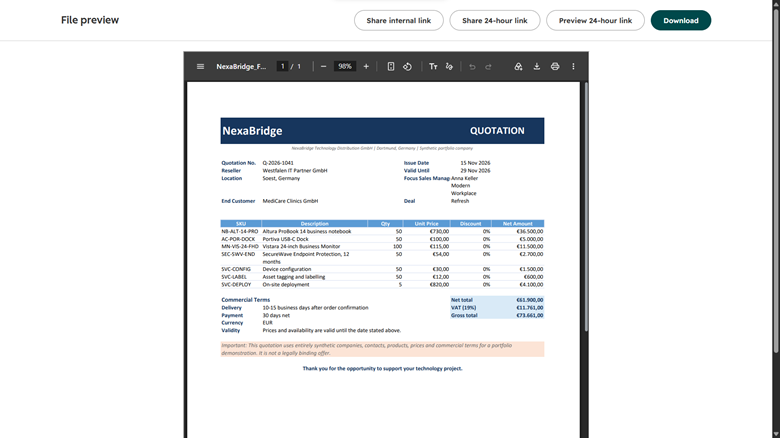 File preview
Share internal link
Share 24-hour link
Preview 24-hour link
Download
NexaBridge_F...
1 / 1
98%
NexaBridge QUOTATION
NexaBridge Technology Distribution GmbH | Dortmund, Germany | Synthetic portfolio company
Quotation No. Q-2026-1041 Issue Date 15 Nov 2026
Reseller Westfalen IT Partner GmbH Valid Until 29 Nov 2026
Location Soest, Germany Focus Sales Manag Anna Keller
Modern
Workplace
End Customer MediCare Clinics GmbH Deal Refresh
SKU Description Qty Unit Price Discount Net Amount
NB-ALT-14-PRO Altura ProBook 14 business notebook 50 €730,00 0% €36.500,00
AC-POR-DOCK Portiva USB-C Dock 50 €100,00 0% €5.000,00
MN-VIS-24-FHD Vistara 24-inch Business Monitor 100 €115,00 0% €11.500,00
SEC-SWV-END SecureWave Endpoint Protection, 12 50 €54,00 0% €2.700,00
months
SVC-CONFIG Device configuration 50 €30,00 0% €1.500,00
SVC-LABEL Asset tagging and labelling 50 €12,00 0% €600,00
SVC-DEPLOY On-site deployment 5 €820,00 0% €4.100,00
Commercial Terms Net total €61.900,00
Delivery 10-15 business days after order confirmation VAT (19%) €11.761,00
Payment 30 days net Gross total €73.661,00
Currency EUR
Validity Prices and availability are valid until the date stated above.
Important: This quotation uses entirely synthetic companies, contacts, products, prices and commercial terms for a portfolio
demonstration. It is not a legally binding offer.
Thank you for the opportunity to support your technology project.